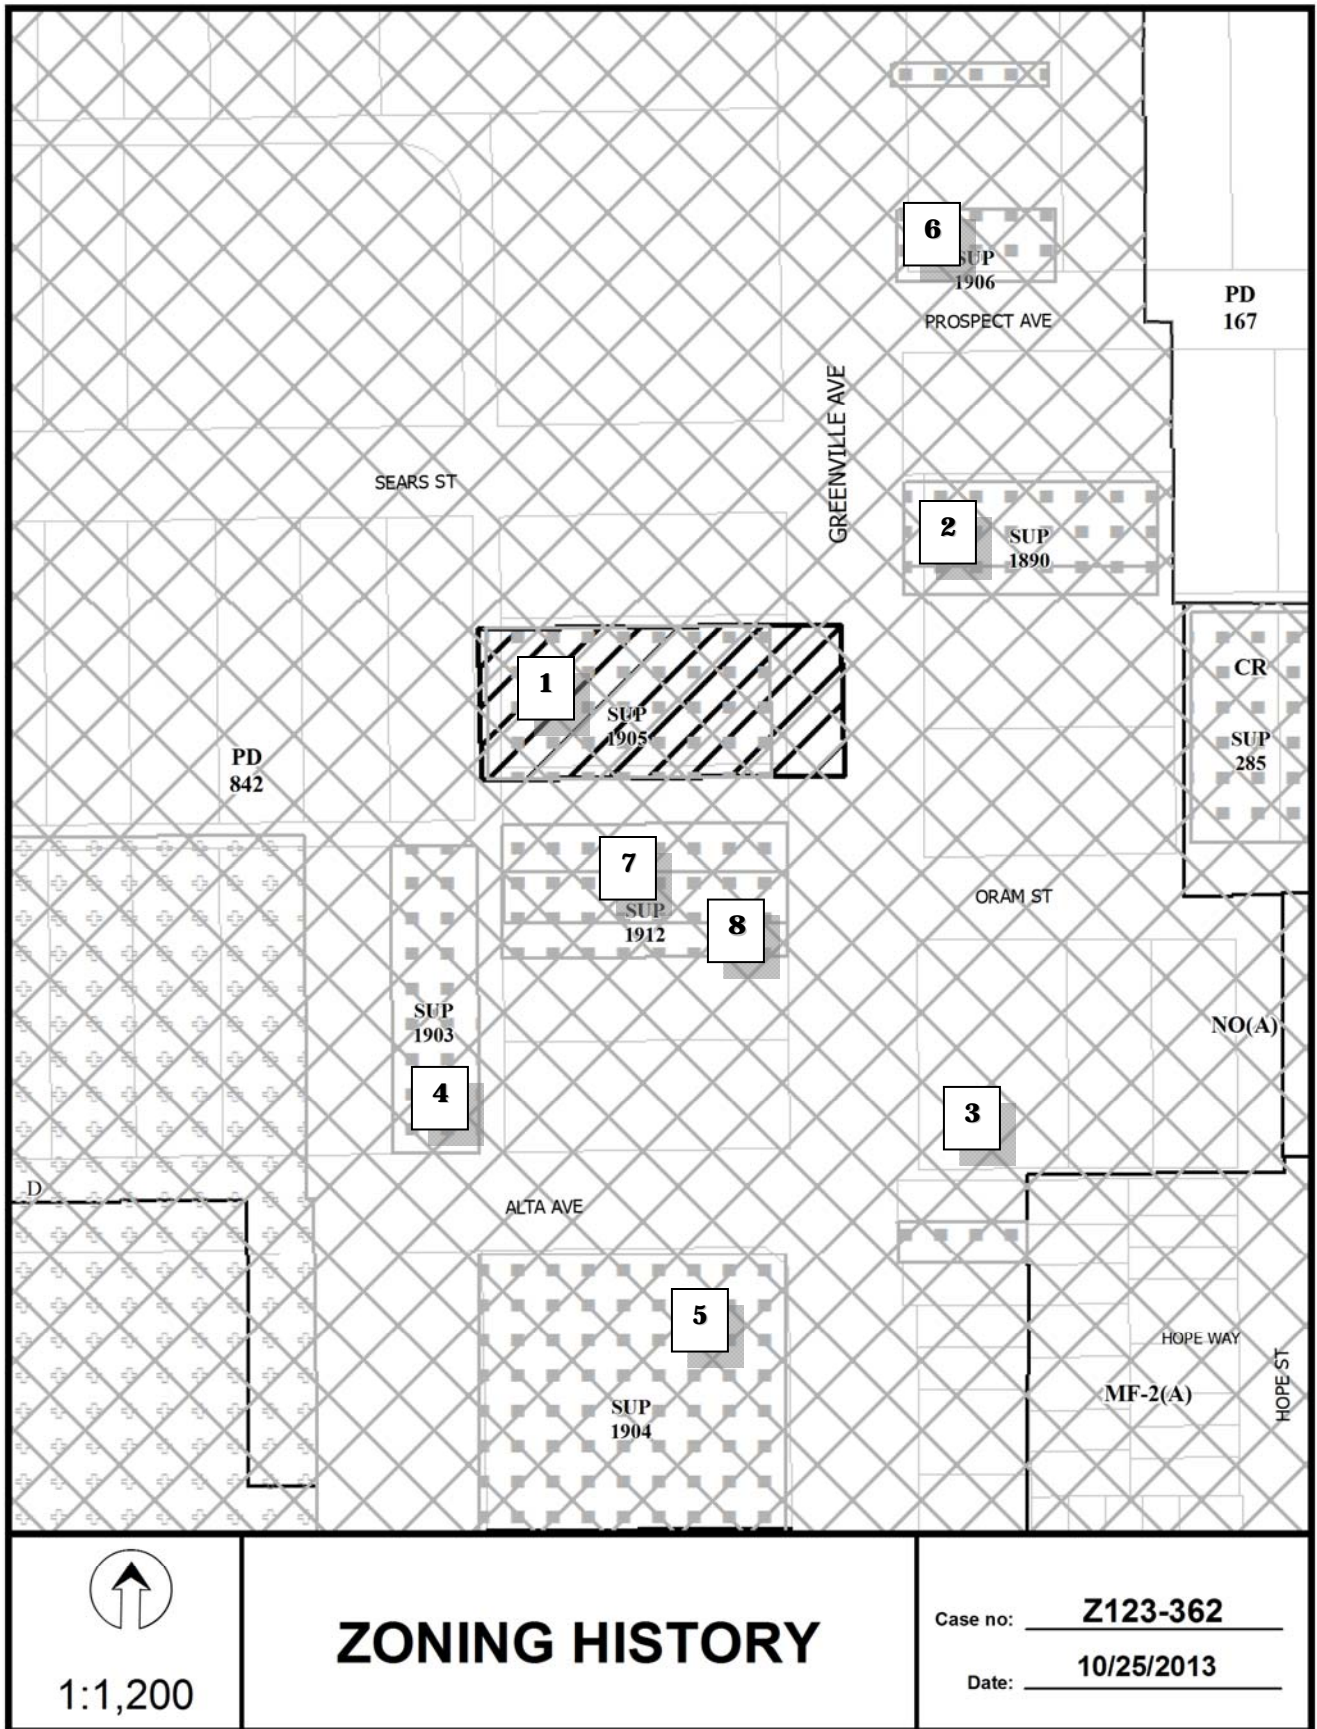 6
SUP
1906
PROSPECT AVE
PD
167
GREENVILLE AVE
SEARS ST
2
SUP
1890
1
SUP
1905
CR
SUP
285
PD
842
7
SUP
1912
8
ORAM ST
SUP
1903
NO(A)
4
3
D
ALTA AVE
5
HOPE WAY
HOPE ST
MF-2(A)
SUP
1904
1:1,200
ZONING HISTORY
Case no: Z123-362
Date: 10/25/2013